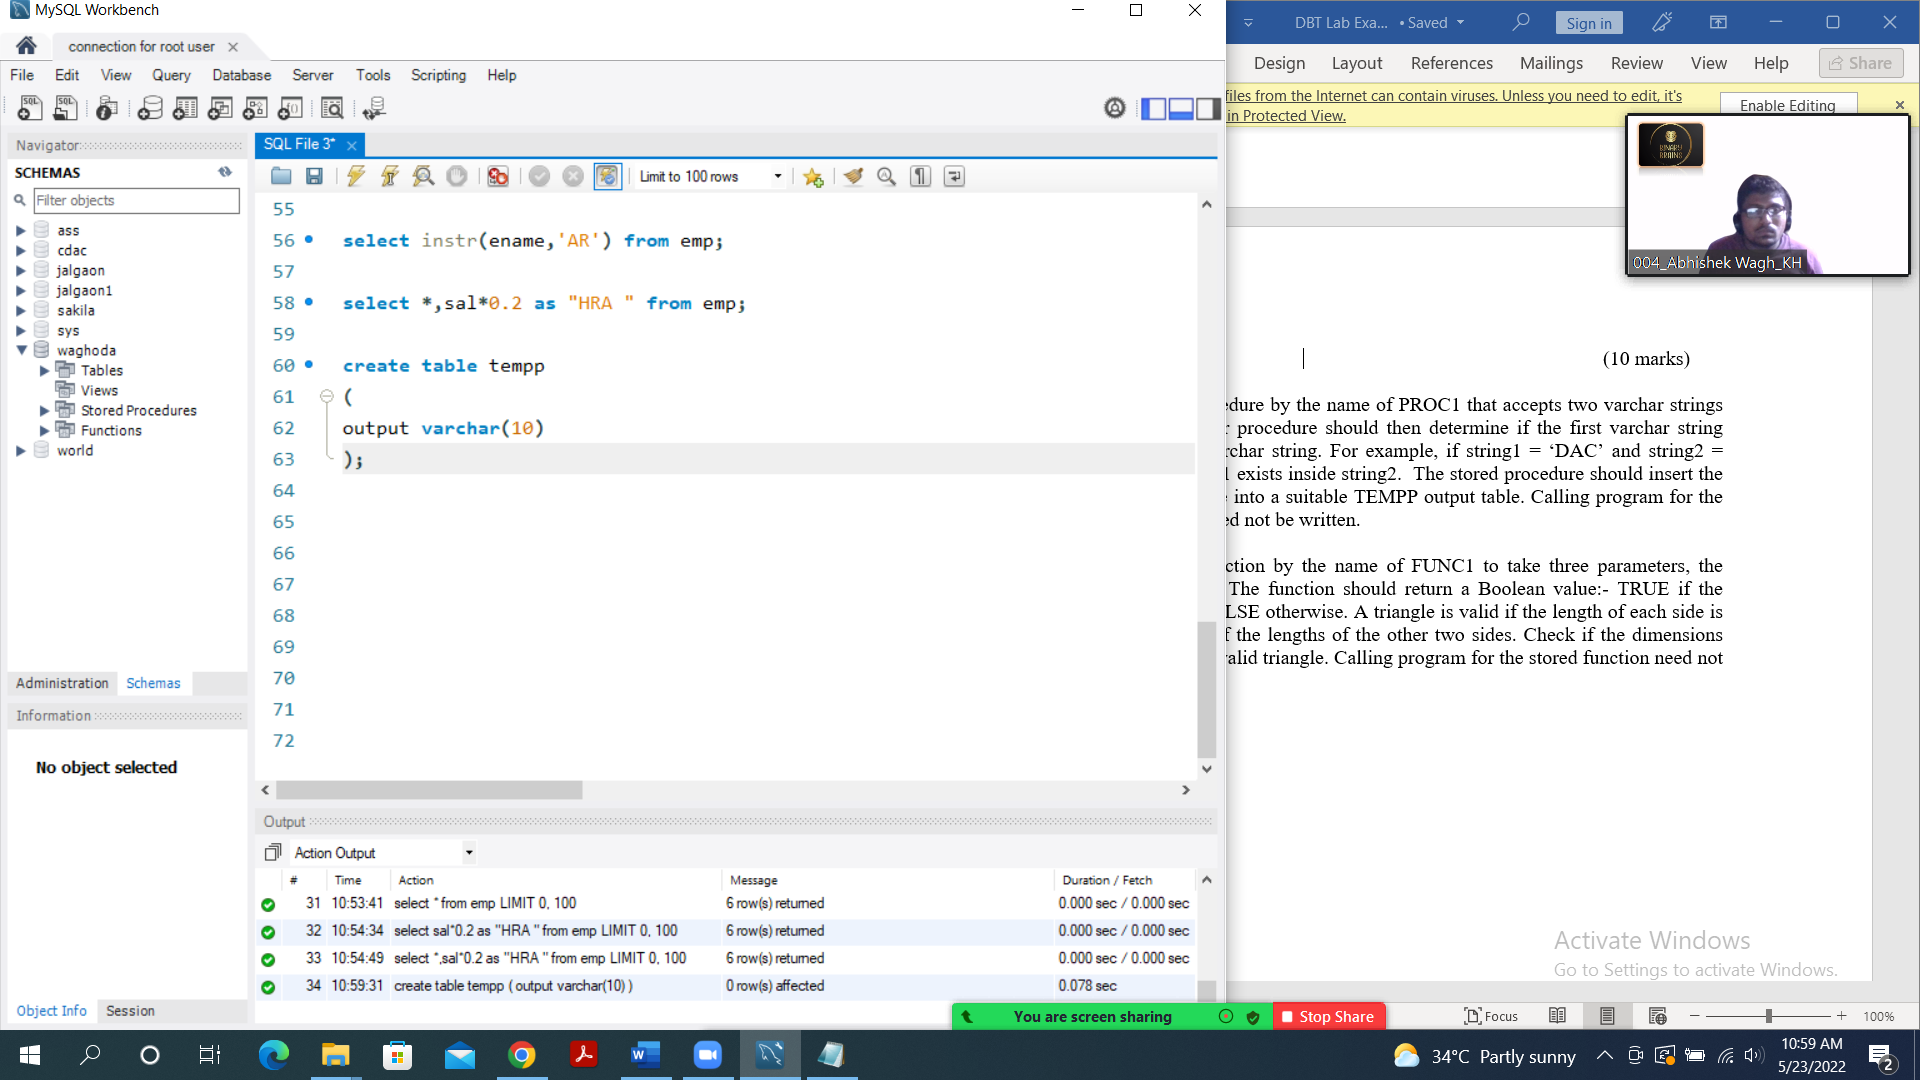 MySQL Workbench
connection for root user
File Edit View Query Database Server Tools Scripting Help
Navigator
SCHEMAS
Filter objects
ass
cdac
jalgaon
jalgaon1
sakila
sys
waghoda
Tables
Views
Stored Procedures
Functions
world
Administration Schemas
Information
No object selected
Object Info Session
SQL File 3*
Limit to 100 rows
55
56 select instr(ename,'AR') from emp;
57
58 select *,sal*0.2 as "HRA " from emp;
59
60 create table tempp
61 (
62 output varchar(10)
63 );
64
65
66
67
68
69
70
71
72
Output
Action Output
# Time Action Message Duration / Fetch
31 10:53:41 select * from emp LIMIT 0, 100 6 row(s) returned 0.000 sec / 0.000 sec
32 10:54:34 select sal*0.2 as "HRA " from emp LIMIT 0, 100 6 row(s) returned 0.000 sec / 0.000 sec
33 10:54:49 select *,sal*0.2 as "HRA " from emp LIMIT 0, 100 6 row(s) returned 0.000 sec / 0.000 sec
34 10:59:31 create table tempp ( output varchar(10) ) 0 row(s) affected 0.078 sec
DBT Lab Exa... • Saved
Sign in
Design Layout References Mailings Review View Help Share
files from the Internet can contain viruses. Unless you need to edit, it's
in Protected View.
Enable Editing
BINARY
BRAINS
004_Abhishek Wagh_KH
(10 marks)
edure by the name of PROC1 that accepts two varchar strings
r procedure should then determine if the first varchar string
rchar string. For example, if string1 = ‘DAC’ and string2 =
1 exists inside string2. The stored procedure should insert the
e into a suitable TEMPP output table. Calling program for the
ed not be written.
ction by the name of FUNC1 to take three parameters, the
The function should return a Boolean value:- TRUE if the
LSE otherwise. A triangle is valid if the length of each side is
f the lengths of the other two sides. Check if the dimensions
valid triangle. Calling program for the stored function need not
Activate Windows
Go to Settings to activate Windows.
You are screen sharing Stop Share
Focus 100%
34°C Partly sunny
10:59 AM
5/23/2022
2